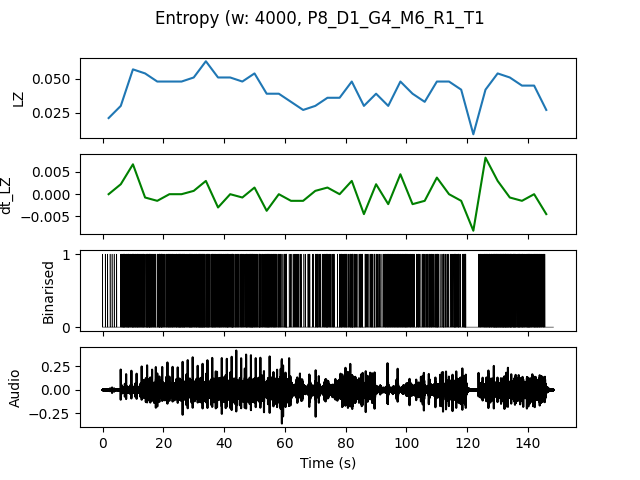 Entropy (w: 4000, P8_D1_G4_M6_R1_T1
LZ
0.050
0.025
dt_LZ
0.005
0.000
−0.005
Binarised
1
0
Audio
0.25
0.00
−0.25
0 20 40 60 80 100 120 140
Time (s)